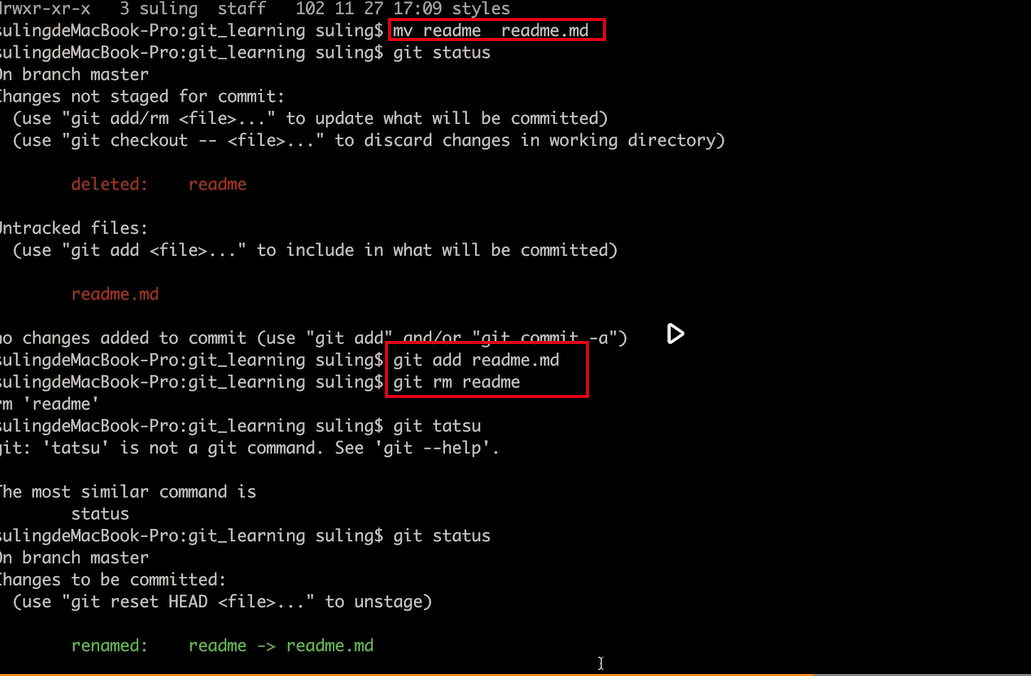 drwxr-xr-x   3 suling  staff   102 11 27 17:09 styles
sulingdeMacBook-Pro:git_learning suling$ mv readme  readme.md
sulingdeMacBook-Pro:git_learning suling$ git status
On branch master
Changes not staged for commit:
  (use "git add/rm <file>..." to update what will be committed)
  (use "git checkout -- <file>..." to discard changes in working directory)
        deleted:    readme
Untracked files:
  (use "git add <file>..." to include in what will be committed)
        readme.md
no changes added to commit (use "git add" and/or "git commit -a")
sulingdeMacBook-Pro:git_learning suling$ git add readme.md
sulingdeMacBook-Pro:git_learning suling$ git rm readme
rm 'readme'
sulingdeMacBook-Pro:git_learning suling$ git tatsu
git: 'tatsu' is not a git command. See 'git --help'.
The most similar command is
        status
sulingdeMacBook-Pro:git_learning suling$ git status
On branch master
Changes to be committed:
  (use "git reset HEAD <file>..." to unstage)
        renamed:    readme -> readme.md